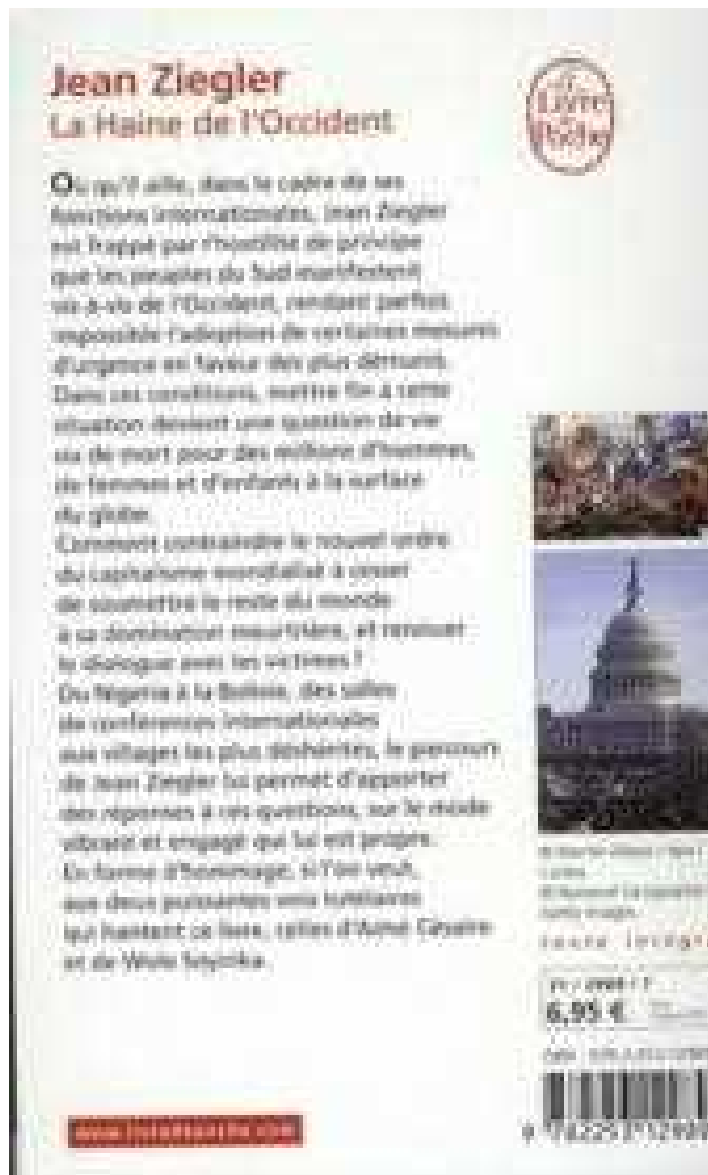 Jean Ziegler
La Haine de l'Occident
Le
Livre
de
Poche
Où qu'il aille, dans le cadre de ses
fonctions internationales, Jean Ziegler
est frappé par l'hostilité de principe
que les peuples du Sud manifestent
vis-à-vis de l'Occident, rendant parfois
impossible l'adoption de certaines mesures
d'urgence en faveur des plus démunis.
Dans ces conditions, mettre fin à cette
situation devient une question de vie
ou de mort pour des millions d'hommes,
de femmes et d'enfants à la surface
du globe.
Comment contraindre le nouvel ordre
du capitalisme mondialisé à cesser
de soumettre le reste du monde
à sa domination meurtrière, et renouer
le dialogue avec les victimes ?
Du Nigeria à la Bolivie, des salles
de conférences internationales
aux villages les plus déshérités, le parcours
de Jean Ziegler lui permet d'apporter
des réponses à ces questions, sur le mode
vibrant et engagé qui lui est propre.
En forme d'hommage, si l'on veut,
aux deux puissantes voix tutélaires
qui hantent ce livre, celles d'Aimé Césaire
et de Wole Soyinka.
texte intégr
6,95 €